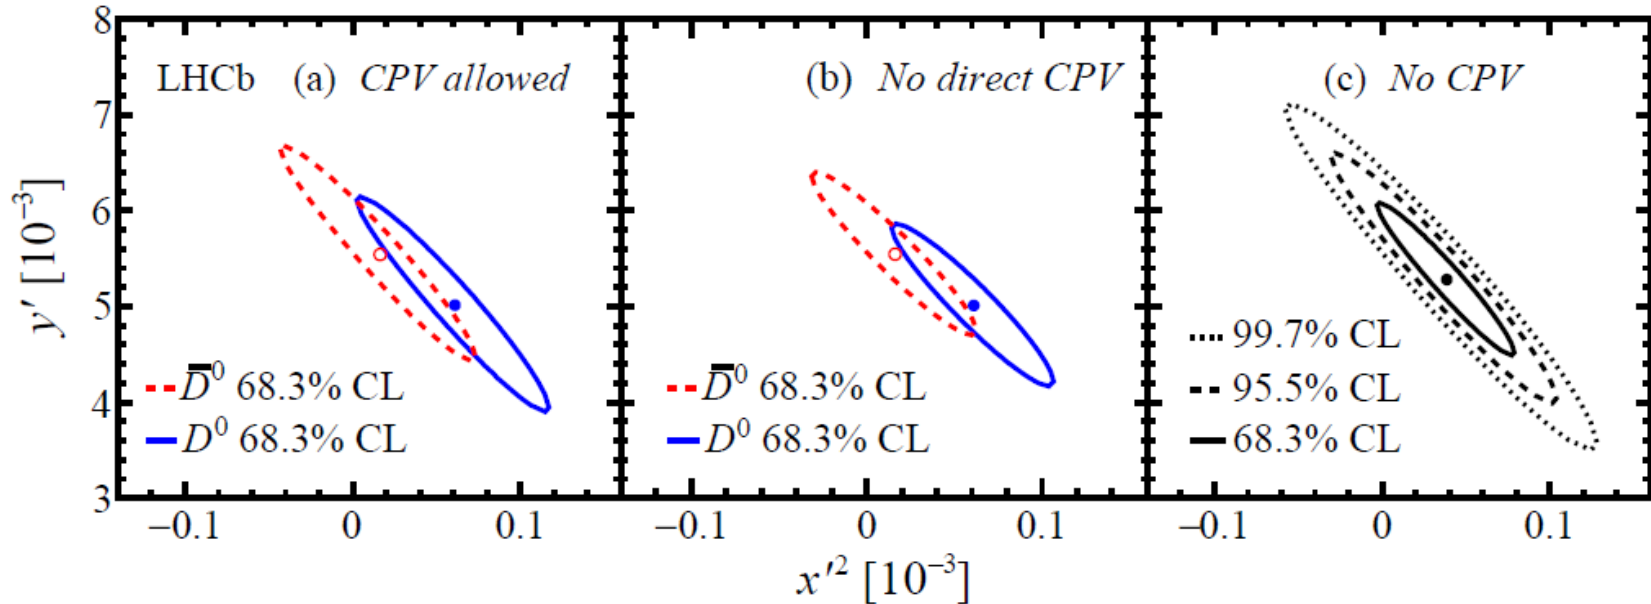 LHCb (a) CPV allowed
(b) No direct CPV
(c) No CPV
8
7
6
5
4
3
y′ [10⁻³]
D̅⁰ 68.3% CL
D⁰ 68.3% CL
D̅⁰ 68.3% CL
D⁰ 68.3% CL
99.7% CL
95.5% CL
68.3% CL
−0.1 0 0.1
−0.1 0 0.1
−0.1 0 0.1
x′² [10⁻³]